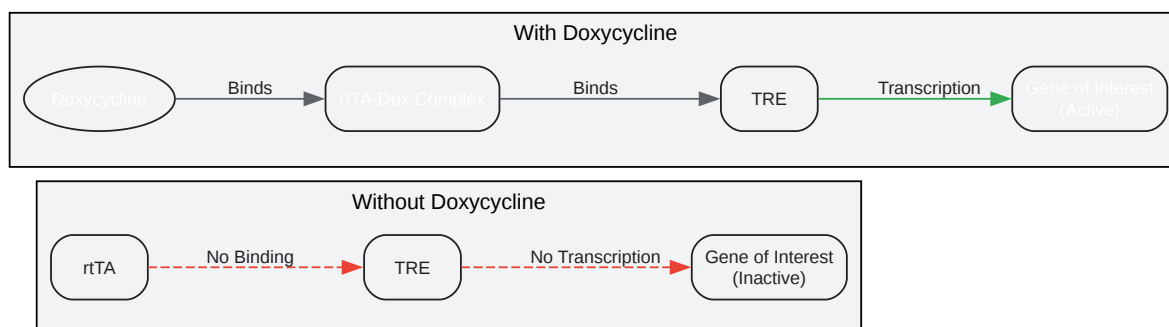 With Doxycycline
Doxycycline
Binds
rtTA-Dox Complex
Binds
TRE
Transcription
Gene of Interest
(Active)
Without Doxycycline
rtTA
No Binding
TRE
No Transcription
Gene of Interest
(Inactive)